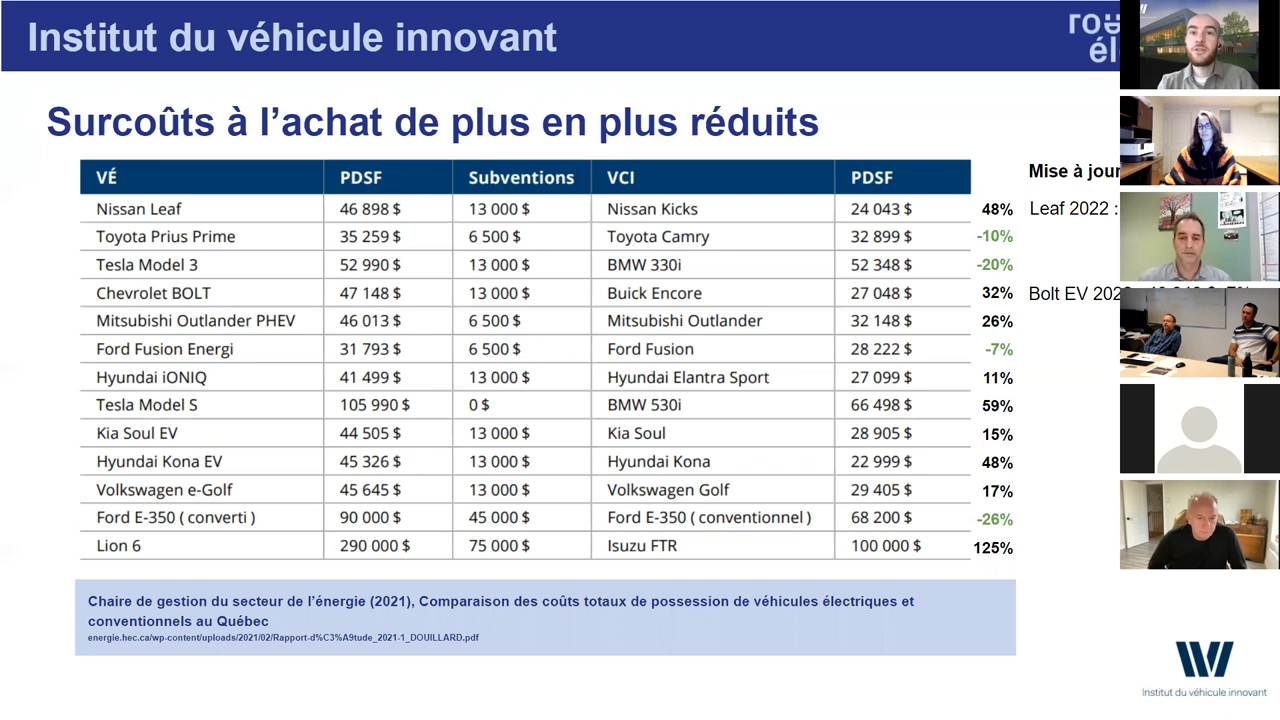 Institut du véhicule innovant
Surcoûts à l’achat de plus en plus réduits
VÉ PDSF Subventions VCI PDSF
Nissan Leaf 46 898 $ 13 000 $ Nissan Kicks 24 043 $ 48% Leaf 2022 :
Toyota Prius Prime 35 259 $ 6 500 $ Toyota Camry 32 899 $ -10%
Tesla Model 3 52 990 $ 13 000 $ BMW 330i 52 348 $ -20%
Chevrolet BOLT 47 148 $ 13 000 $ Buick Encore 27 048 $ 32% Bolt EV
Mitsubishi Outlander PHEV 46 013 $ 6 500 $ Mitsubishi Outlander 32 148 $ 26%
Ford Fusion Energi 31 793 $ 6 500 $ Ford Fusion 28 222 $ -7%
Hyundai iONIQ 41 499 $ 13 000 $ Hyundai Elantra Sport 27 099 $ 11%
Tesla Model S 105 990 $ 0 $ BMW 530i 66 498 $ 59%
Kia Soul EV 44 505 $ 13 000 $ Kia Soul 28 905 $ 15%
Hyundai Kona EV 45 326 $ 13 000 $ Hyundai Kona 22 999 $ 48%
Volkswagen e-Golf 45 645 $ 13 000 $ Volkswagen Golf 29 405 $ 17%
Ford E-350 ( converti ) 90 000 $ 45 000 $ Ford E-350 ( conventionnel ) 68 200 $ -26%
Lion 6 290 000 $ 75 000 $ Isuzu FTR 100 000 $ 125%
Mise à jour
Chaire de gestion du secteur de l’énergie (2021), Comparaison des coûts totaux de possession de véhicules électriques et
conventionnels au Québec
energie.hec.ca/wp-content/uploads/2021/02/Rapport-d%C3%A9tude_2021-1_DOUILLARD.pdf
Institut du véhicule innovant